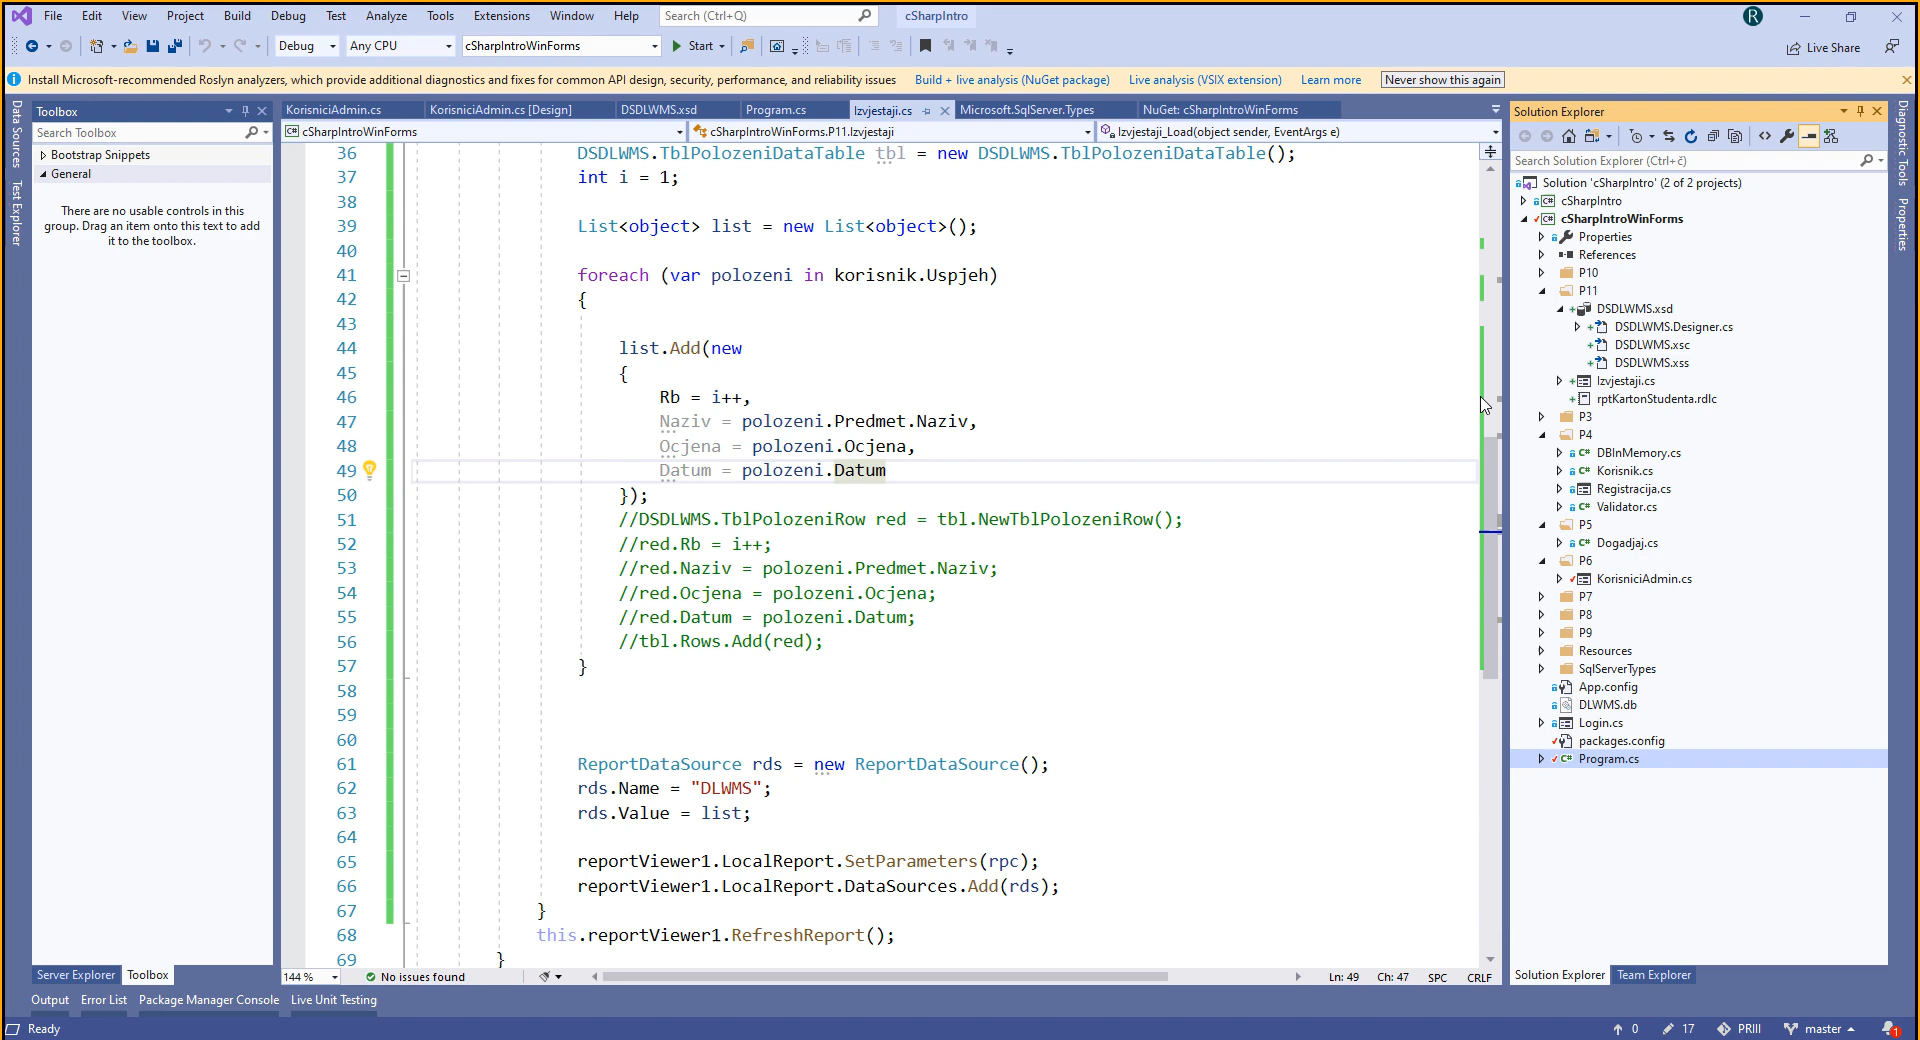 File Edit View Project Build Debug Test Analyze Tools Extensions Window Help Search (Ctrl+Q) cSharpIntro R
Debug Any CPU cSharpIntroWinForms Start Live Share
Install Microsoft-recommended Roslyn analyzers, which provide additional diagnostics and fixes for common API design, security, performance, and reliability issues Build + live analysis (NuGet package) Live analysis (VSIX extension) Learn more Never show this again
Data Sources
Test Explorer
Toolbox
Search Toolbox
Bootstrap Snippets
General
There are no usable controls in this
group. Drag an item onto this text to add
it to the toolbox.
Server Explorer Toolbox
KorisniciAdmin.cs KorisniciAdmin.cs [Design] DSDLWMS.xsd Program.cs Izvjestaji.cs Microsoft.SqlServer.Types NuGet: cSharpIntroWinForms
cSharpIntroWinForms cSharpIntroWinForms.P11.Izvjestaji Izvjestaji_Load(object sender, EventArgs e)
36 DSDLWMS.TblPolozeniDataTable tbl = new DSDLWMS.TblPolozeniDataTable();
37 int i = 1;
38
39 List<object> list = new List<object>();
40
41 foreach (var polozeni in korisnik.Uspjeh)
42 {
43
44 list.Add(new
45 {
46 Rb = i++,
47 Naziv = polozeni.Predmet.Naziv,
48 Ocjena = polozeni.Ocjena,
49 Datum = polozeni.Datum
50 });
51 //DSDLWMS.TblPolozeniRow red = tbl.NewTblPolozeniRow();
52 //red.Rb = i++;
53 //red.Naziv = polozeni.Predmet.Naziv;
54 //red.Ocjena = polozeni.Ocjena;
55 //red.Datum = polozeni.Datum;
56 //tbl.Rows.Add(red);
57 }
58
59
60
61 ReportDataSource rds = new ReportDataSource();
62 rds.Name = "DLWMS";
63 rds.Value = list;
64
65 reportViewer1.LocalReport.SetParameters(rpc);
66 reportViewer1.LocalReport.DataSources.Add(rds);
67 }
68 this.reportViewer1.RefreshReport();
69 }
144 % No issues found Ln: 49 Ch: 47 SPC CRLF
Solution Explorer
Search Solution Explorer (Ctrl+č)
Solution 'cSharpIntro' (2 of 2 projects)
cSharpIntro
cSharpIntroWinForms
Properties
References
P10
P11
DSDLWMS.xsd
DSDLWMS.Designer.cs
DSDLWMS.xsc
DSDLWMS.xss
Izvjestaji.cs
rptKartonStudenta.rdlc
P3
P4
DBInMemory.cs
Korisnik.cs
Registracija.cs
Validator.cs
P5
Dogadjaj.cs
P6
KorisniciAdmin.cs
P7
P8
P9
Resources
SqlServerTypes
App.config
DLWMS.db
Login.cs
packages.config
Program.cs
Solution Explorer Team Explorer
Diagnostic Tools
Properties
Output Error List Package Manager Console Live Unit Testing
Ready 0 17 PRIII master 1